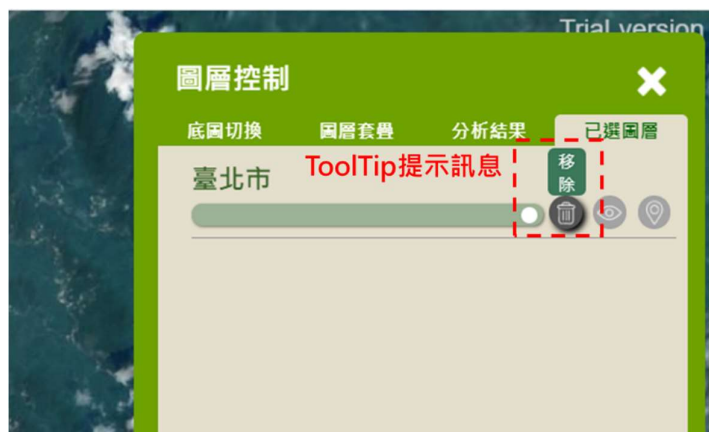 Trial version
圖層控制
底圖切換 圖層套疊 分析結果 已選圖層
臺北市
ToolTip提示訊息
移
除